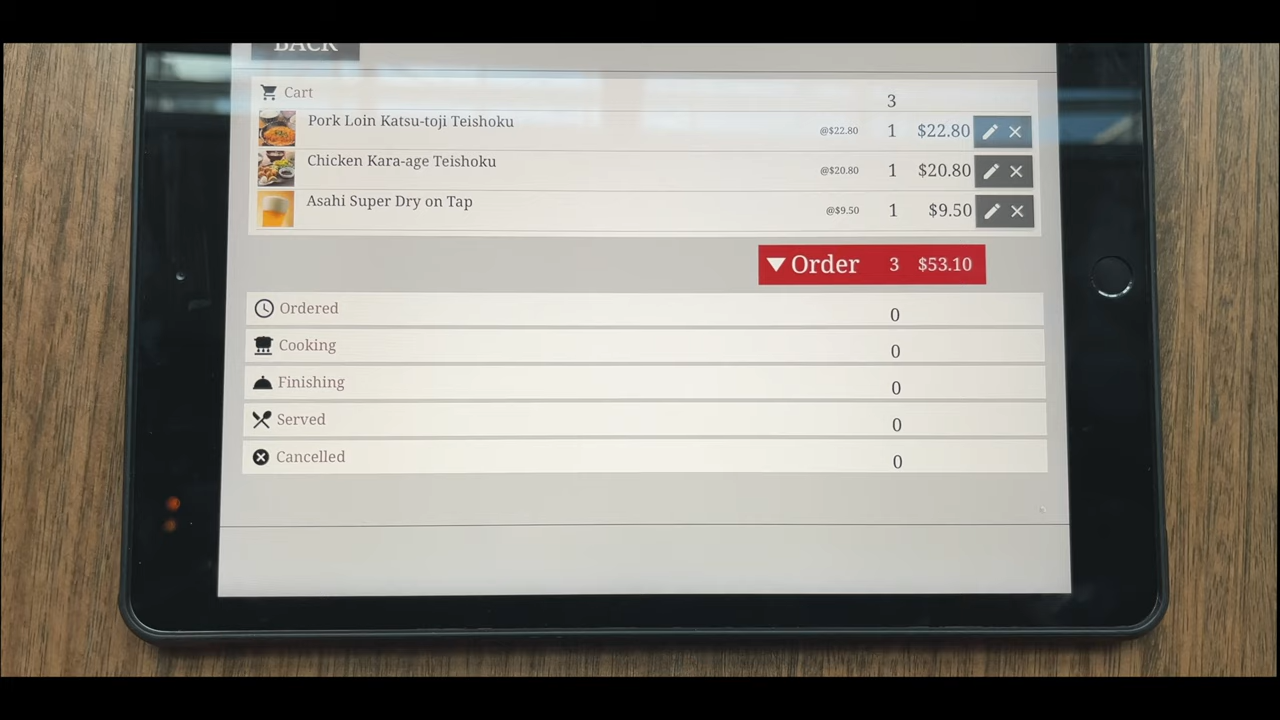 BACK
Cart 3
Pork Loin Katsu-toji Teishoku @$22.80 1 $22.80
Chicken Kara-age Teishoku @$20.80 1 $20.80
Asahi Super Dry on Tap @$9.50 1 $9.50
Order 3 $53.10
Ordered 0
Cooking 0
Finishing 0
Served 0
Cancelled 0